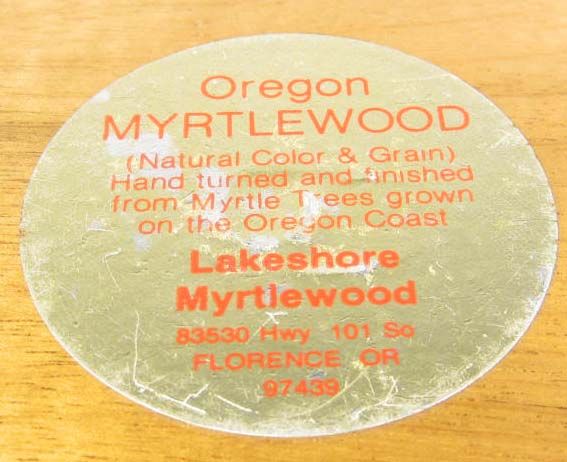 Oregon
MYRTLEWOOD
(Natural Color & Grain)
Hand turned and finished
from Myrtle Trees grown
on the Oregon Coast
Lakeshore
Myrtlewood
83530 Hwy 101 So
FLORENCE OR
97439